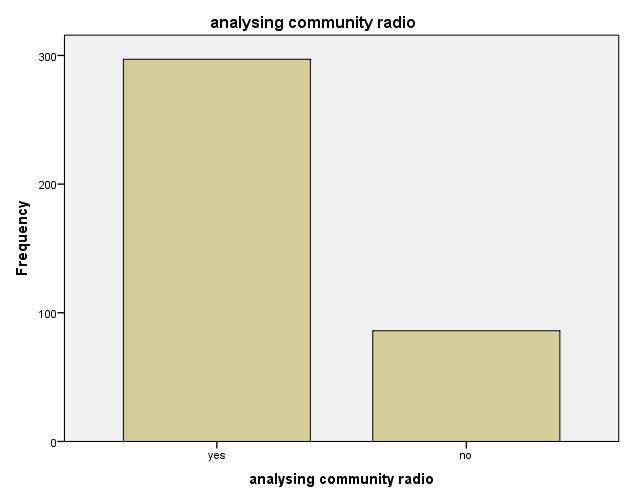 analysing community radio
300
200
100
0
Frequency
yes
no
analysing community radio